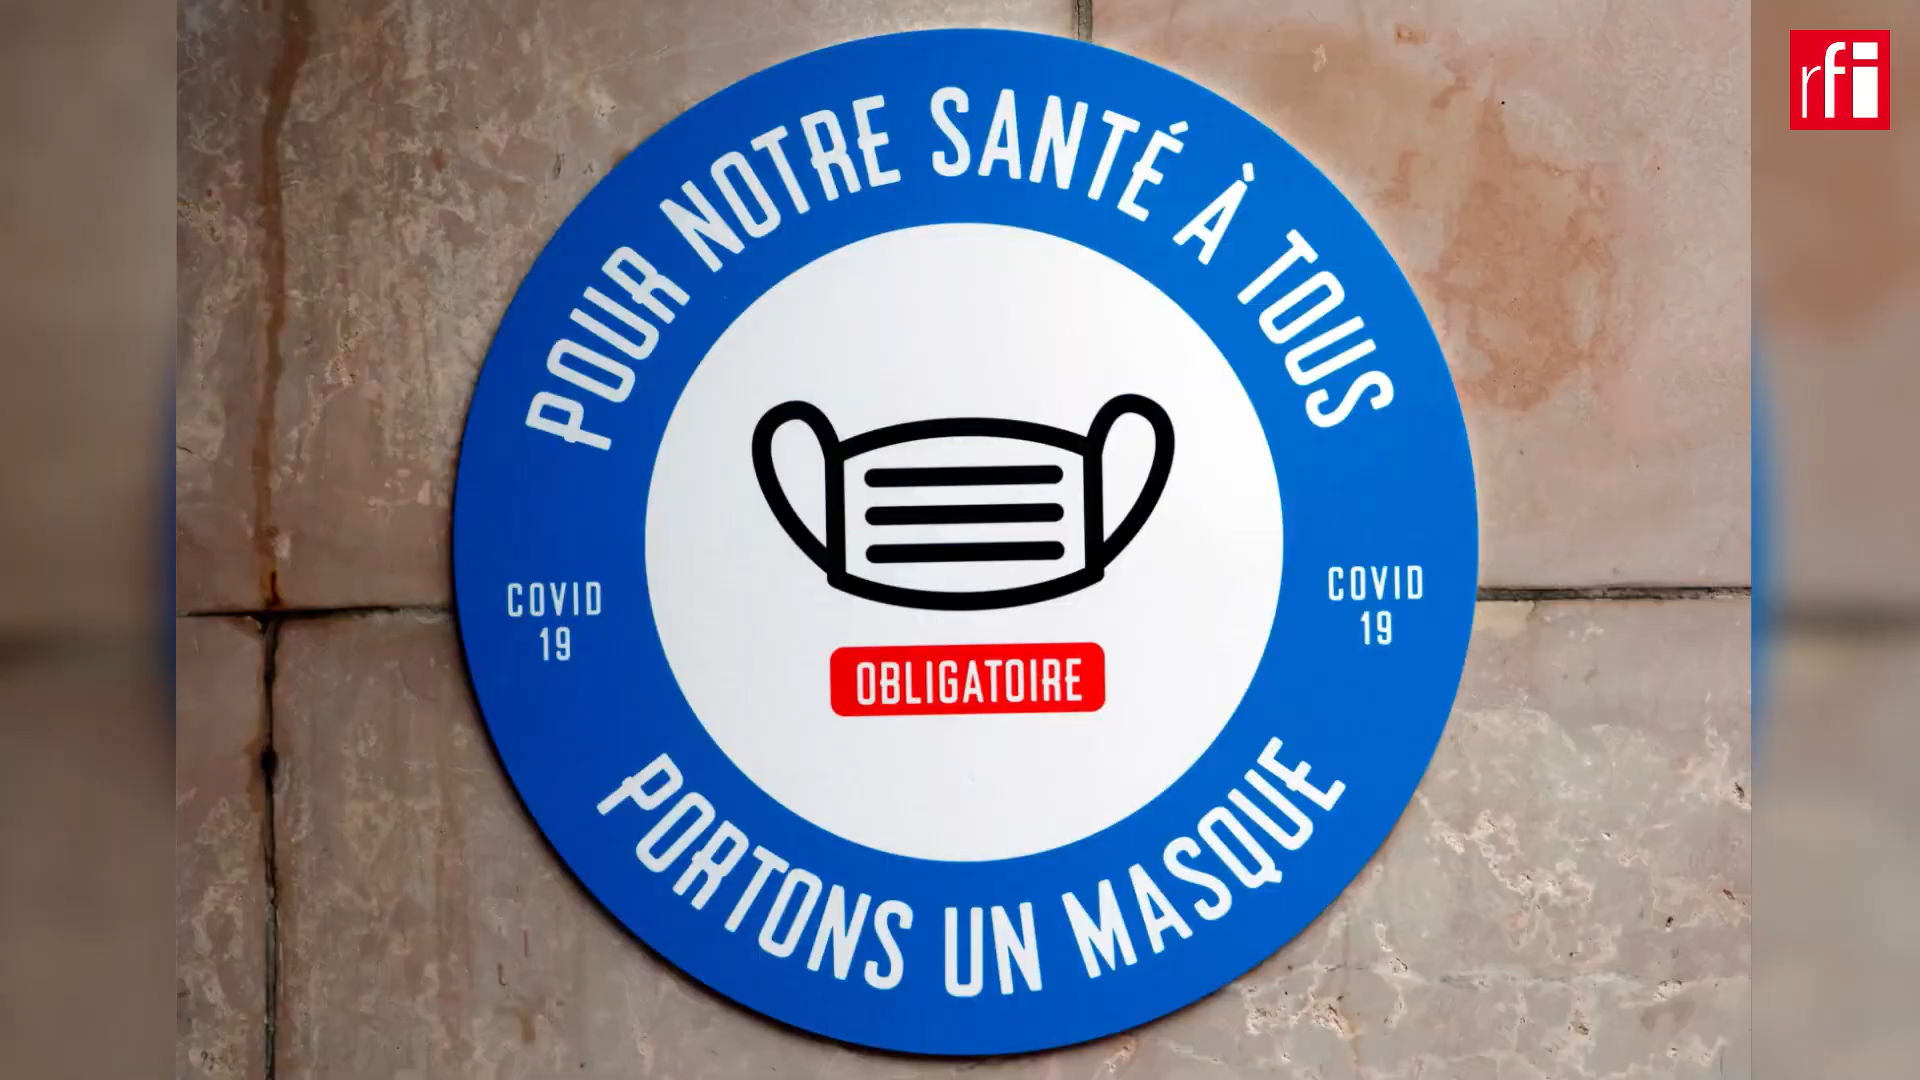 rfi
POUR NOTRE SANTÉ À TOUS
COVID
19
COVID
19
OBLIGATOIRE
PORTONS UN MASQUE